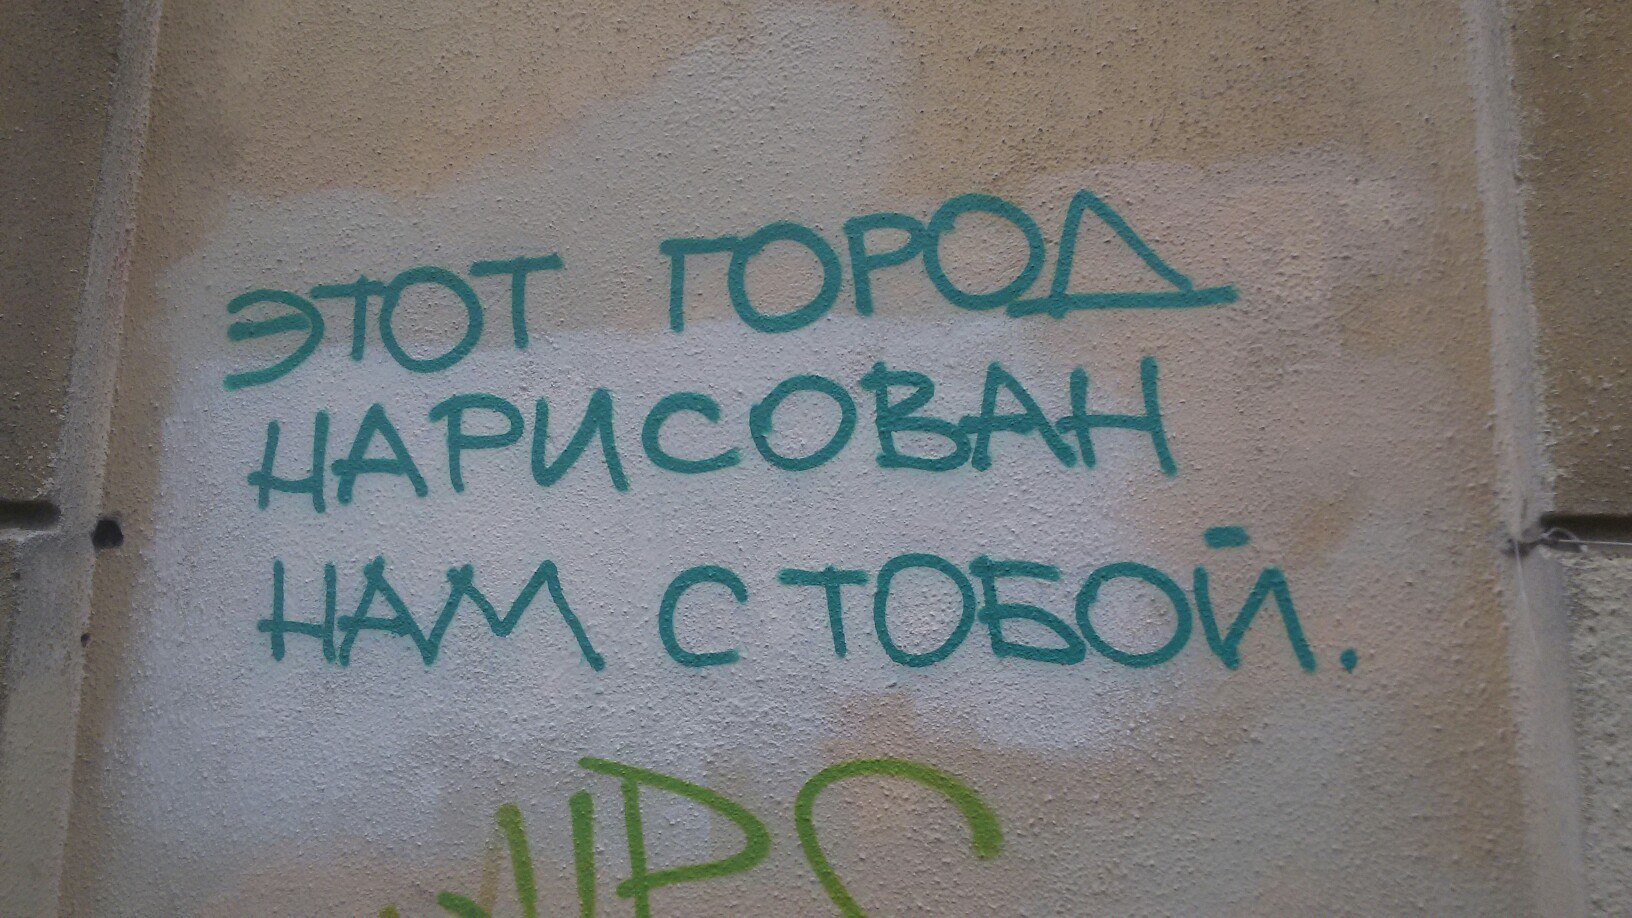 ЭТОТ ГОРОД
НАРИСОВАН
НАМ С ТОБОЙ.